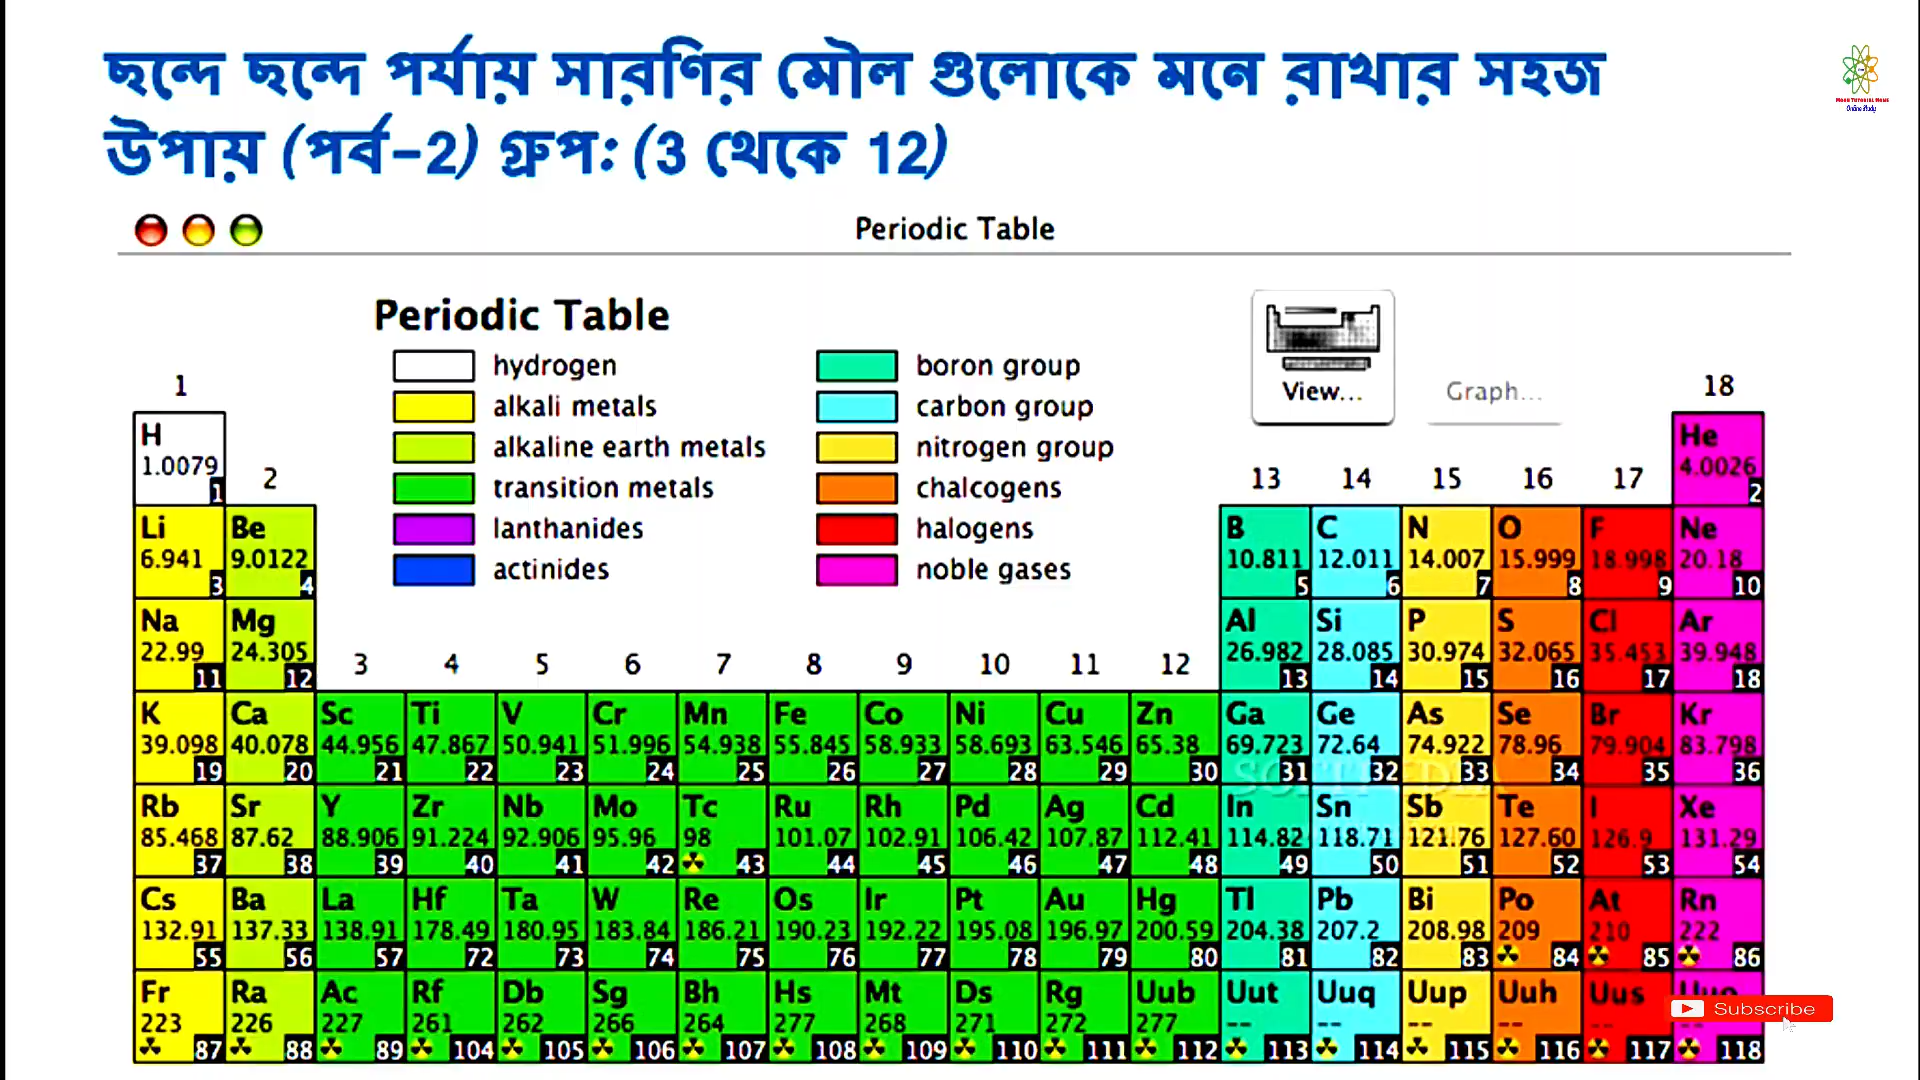 ছন্দে ছন্দে পর্যায় সারণির মৌল গুলোকে মনে রাখার সহজ
উপায় (পর্ব-2) গ্রুপঃ (3 থেকে 12)
MOON TUTORIAL HOME
Online Study
Periodic Table
Periodic Table
hydrogen
boron group
alkali metals
carbon group
alkaline earth metals
nitrogen group
transition metals
chalcogens
lanthanides
halogens
actinides
noble gases
View...
Graph...
1 18
H He
1.0079 4.0026
1 2
2 13 14 15 16 17
Li Be B C N O F Ne
6.941 9.0122 10.811 12.011 14.007 15.999 18.998 20.18
3 4 5 6 7 8 9 10
Na Mg Al Si P S Cl Ar
22.99 24.305 26.982 28.085 30.974 32.065 35.453 39.948
11 12 13 14 15 16 17 18
3 4 5 6 7 8 9 10 11 12
K Ca Sc Ti V Cr Mn Fe Co Ni Cu Zn Ga Ge As Se Br Kr
39.098 40.078 44.956 47.867 50.941 51.996 54.938 55.845 58.933 58.693 63.546 65.38 69.723 72.64 74.922 78.96 79.904 83.798
19 20 21 22 23 24 25 26 27 28 29 30 31 32 33 34 35 36
SOFTPEDIA
Rb Sr Y Zr Nb Mo Tc Ru Rh Pd Ag Cd In Sn Sb Te I Xe
85.468 87.62 88.906 91.224 92.906 95.96 98 101.07 102.91 106.42 107.87 112.41 114.82 118.71 121.76 127.60 126.9 131.29
37 38 39 40 41 42 43 44 45 46 47 48 49 50 51 52 53 54
Cs Ba La Hf Ta W Re Os Ir Pt Au Hg Tl Pb Bi Po At Rn
132.91 137.33 138.91 178.49 180.95 183.84 186.21 190.23 192.22 195.08 196.97 200.59 204.38 207.2 208.98 209 210 222
55 56 57 72 73 74 75 76 77 78 79 80 81 82 83 84 85 86
Fr Ra Ac Rf Db Sg Bh Hs Mt Ds Rg Uub Uut Uuq Uup Uuh Uus Uuo
223 226 227 261 262 266 264 277 268 271 272 277 -- -- -- -- --
87 88 89 104 105 106 107 108 109 110 111 112 113 114 115 116 117 118
Subscribe